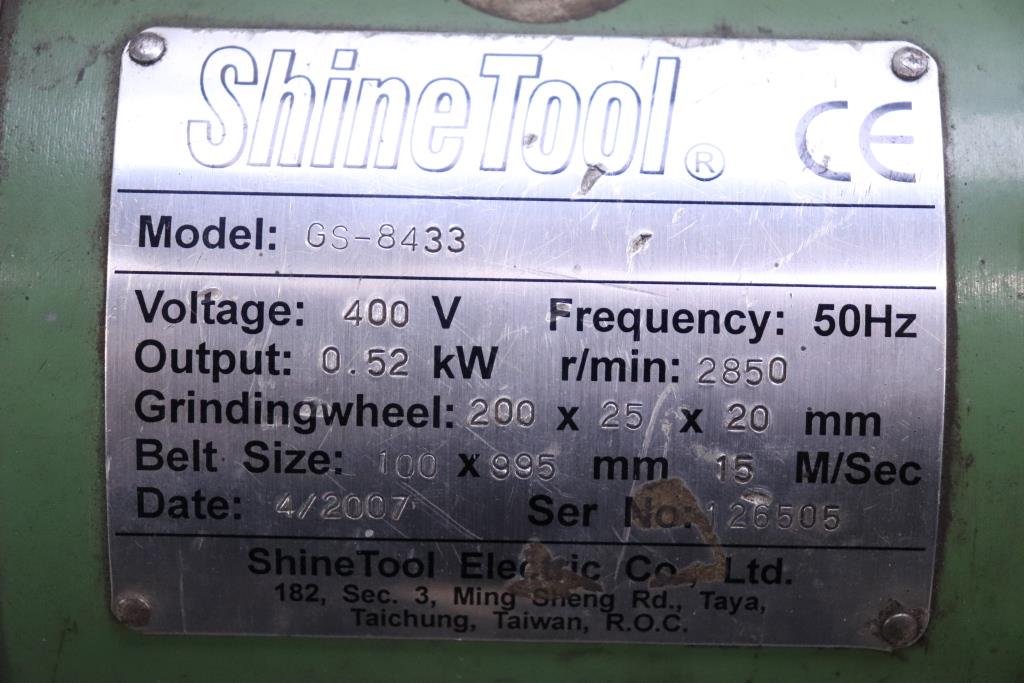 ShineTool® CE
Model: GS-8433
Voltage: 400 V Frequency: 50Hz
Output: 0.52 kW r/min: 2850
Grindingwheel: 200 x 25 x 20 mm
Belt Size: 100 x 995 mm 15 M/Sec
Date: 4/2007 Ser No: 126505
ShineTool Electric Co., Ltd.
182, Sec. 3, Ming Sheng Rd., Taya,
Taichung, Taiwan, R.O.C.